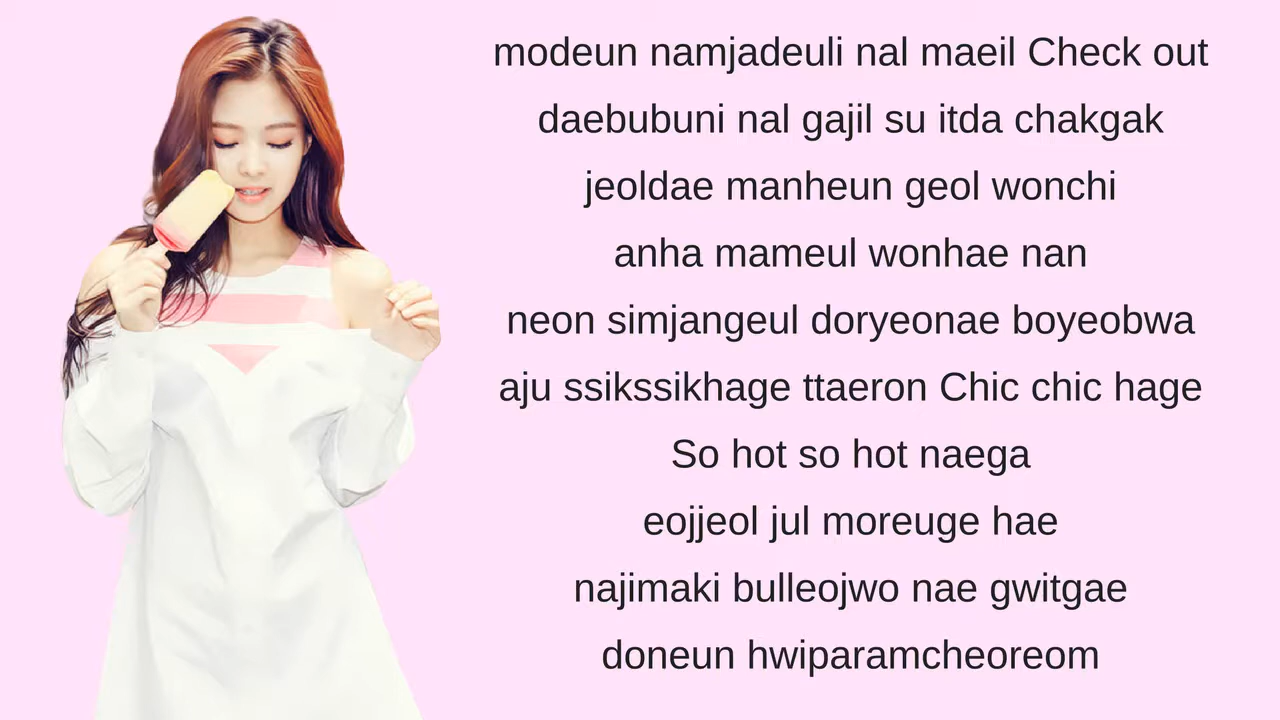 modeun namjadeuli nal maeil Check out
daebubuni nal gajil su itda chakgak
jeoldae manheun geol wonchi
anha mameul wonhae nan
neon simjangeul doryeonae boyeobwa
aju ssikssikhage ttaeron Chic chic hage
So hot so hot naega
eojjeol jul moreuge hae
najimaki bulleojwo nae gwitgae
doneun hwiparamcheoreom